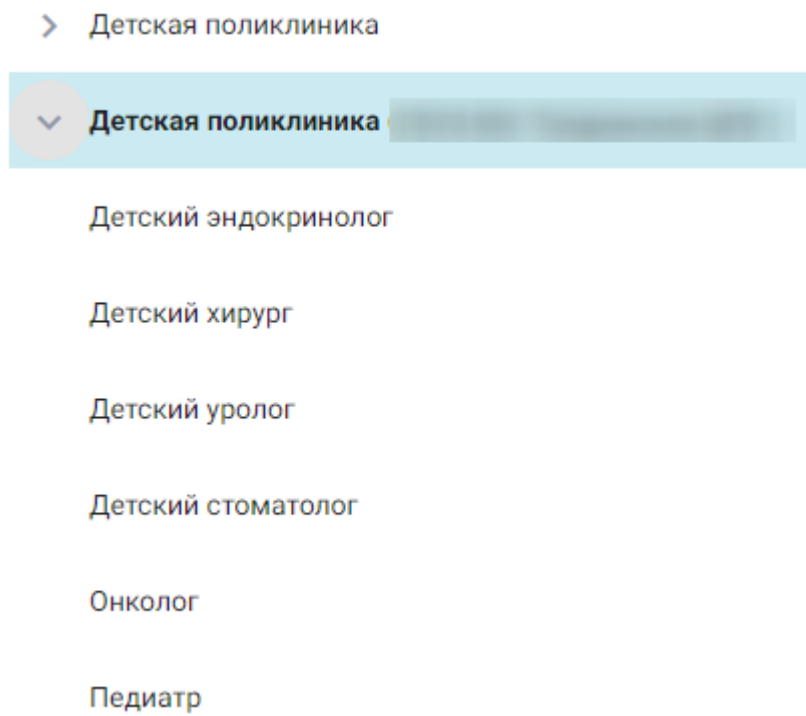 Детская поликлиника
Детская поликлиника
Детский эндокринолог
Детский хирург
Детский уролог
Детский стоматолог
Онколог
Педиатр